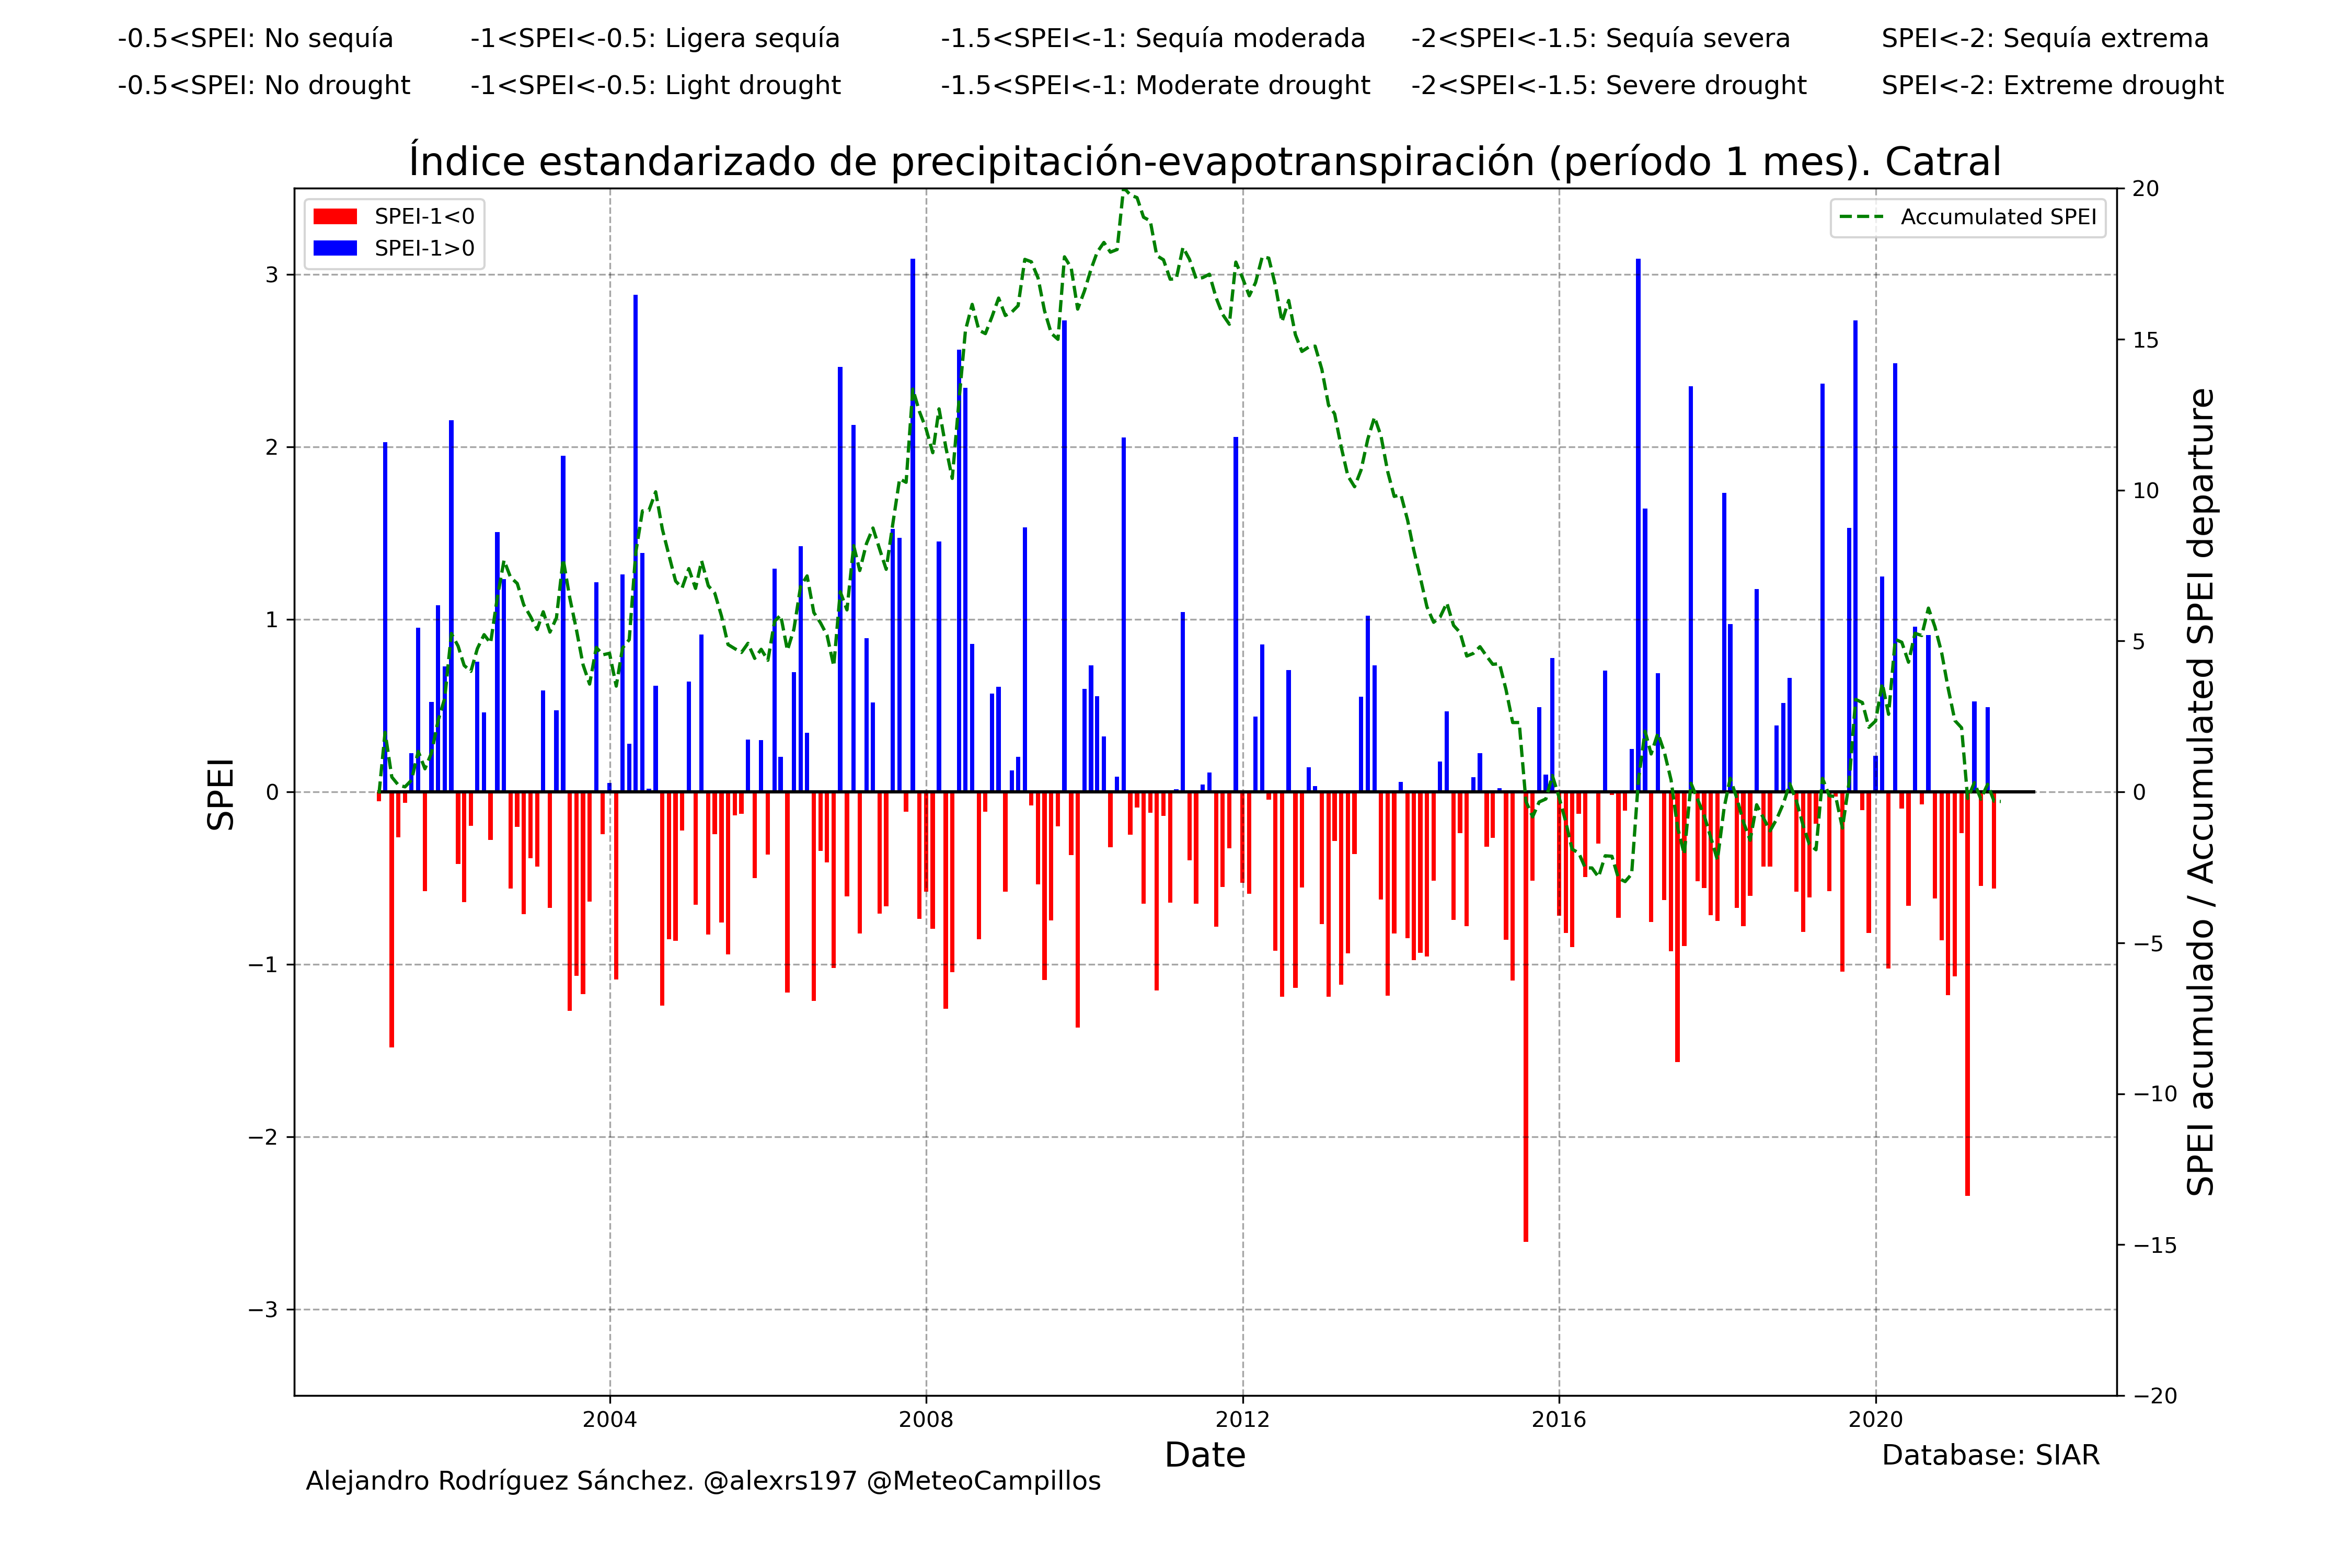 -0.5<SPEI: No sequía -1<SPEI<-0.5: Ligera sequía -1.5<SPEI<-1: Sequía moderada -2<SPEI<-1.5: Sequía severa SPEI<-2: Sequía extrema
-0.5<SPEI: No drought -1<SPEI<-0.5: Light drought -1.5<SPEI<-1: Moderate drought -2<SPEI<-1.5: Severe drought SPEI<-2: Extreme drought
Índice estandarizado de precipitación-evapotranspiración (período 1 mes). Catral
SPEI-1<0
SPEI-1>0
Accumulated SPEI
SPEI
3
2
1
0
−1
−2
−3
20
15
10
5
0
−5
−10
−15
−20
SPEI acumulado / Accumulated SPEI departure
2004 2008 2012 2016 2020
Date
Database: SIAR
Alejandro Rodríguez Sánchez. @alexrs197 @MeteoCampillos